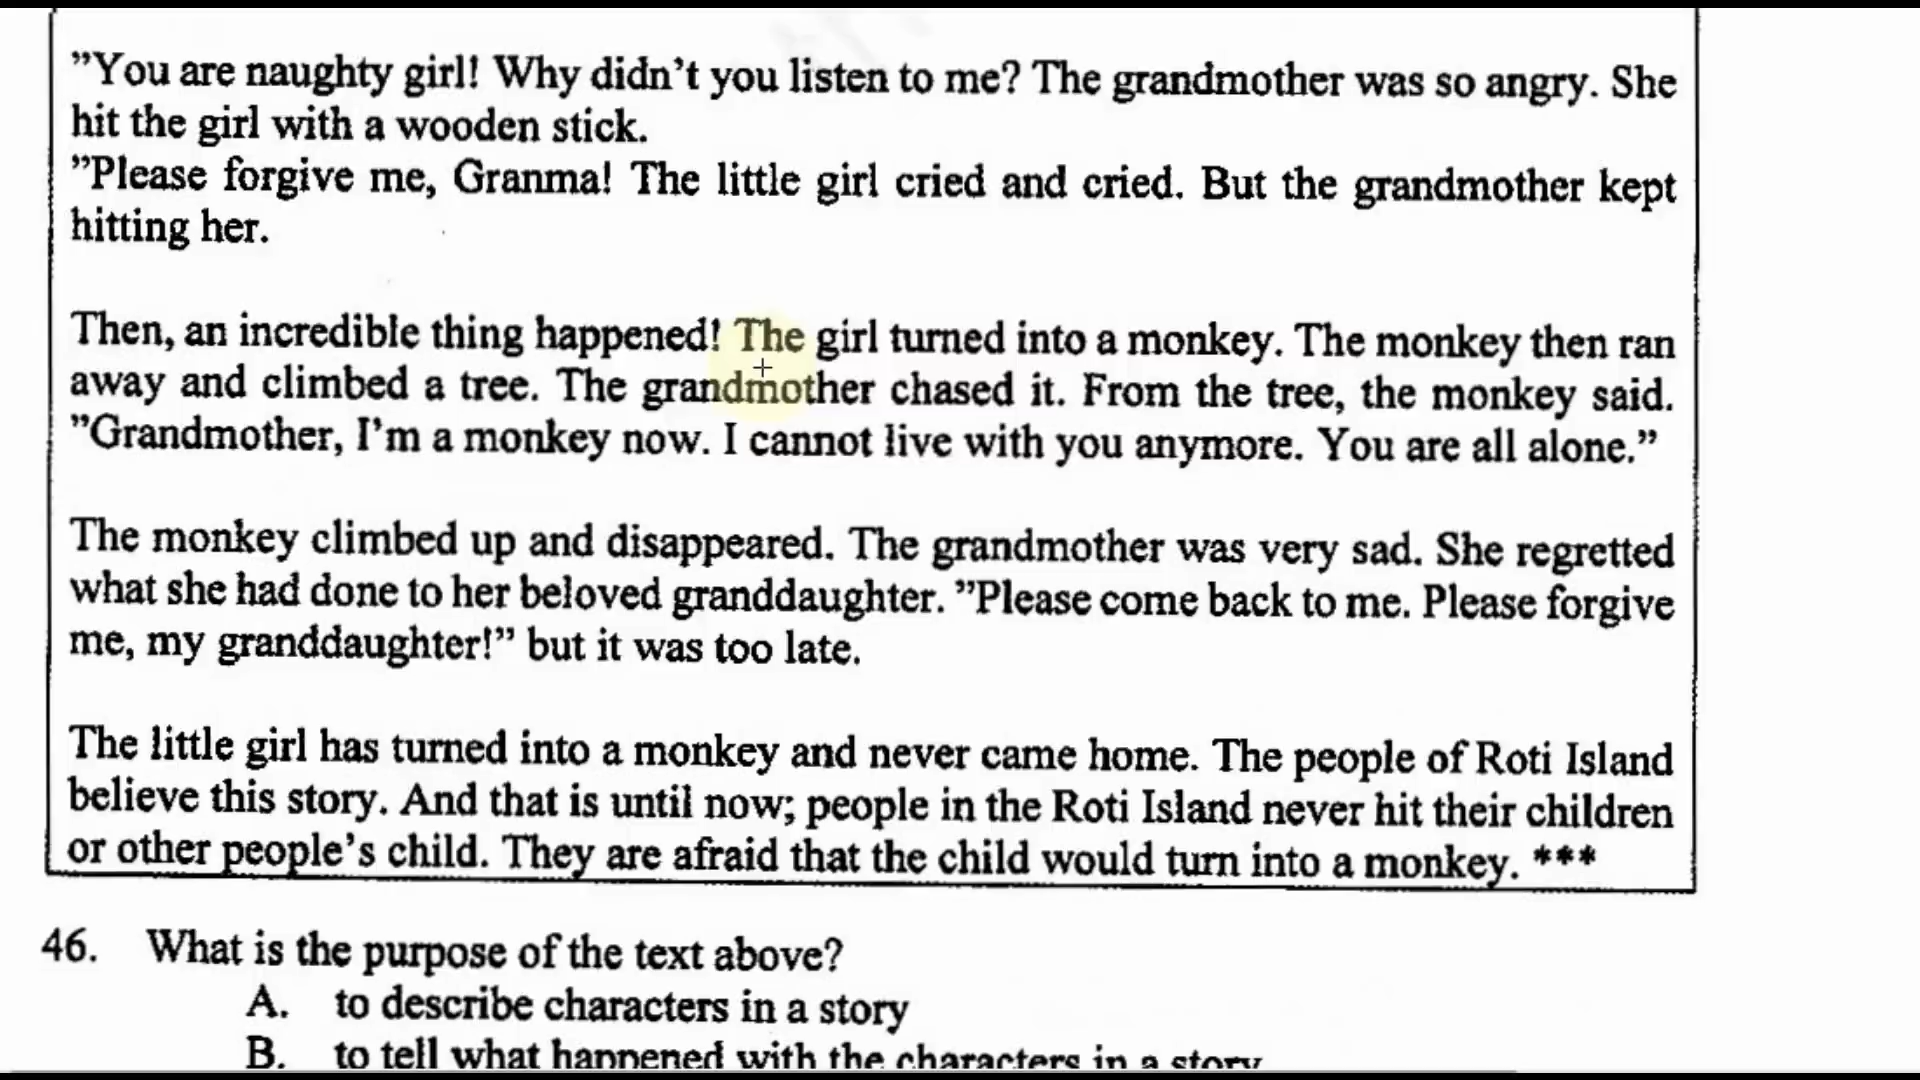 ”You are naughty girl! Why didn’t you listen to me? The grandmother was so angry. She
hit the girl with a wooden stick.
”Please forgive me, Granma! The little girl cried and cried. But the grandmother kept
hitting her.
Then, an incredible thing happened! The girl turned into a monkey. The monkey then ran
away and climbed a tree. The grandmother chased it. From the tree, the monkey said.
”Grandmother, I’m a monkey now. I cannot live with you anymore. You are all alone.”
The monkey climbed up and disappeared. The grandmother was very sad. She regretted
what she had done to her beloved granddaughter. ”Please come back to me. Please forgive
me, my granddaughter!” but it was too late.
The little girl has turned into a monkey and never came home. The people of Roti Island
believe this story. And that is until now; people in the Roti Island never hit their children
or other people’s child. They are afraid that the child would turn into a monkey. ***
46. What is the purpose of the text above?
A. to describe characters in a story
B. to tell what happened with the characters in a story